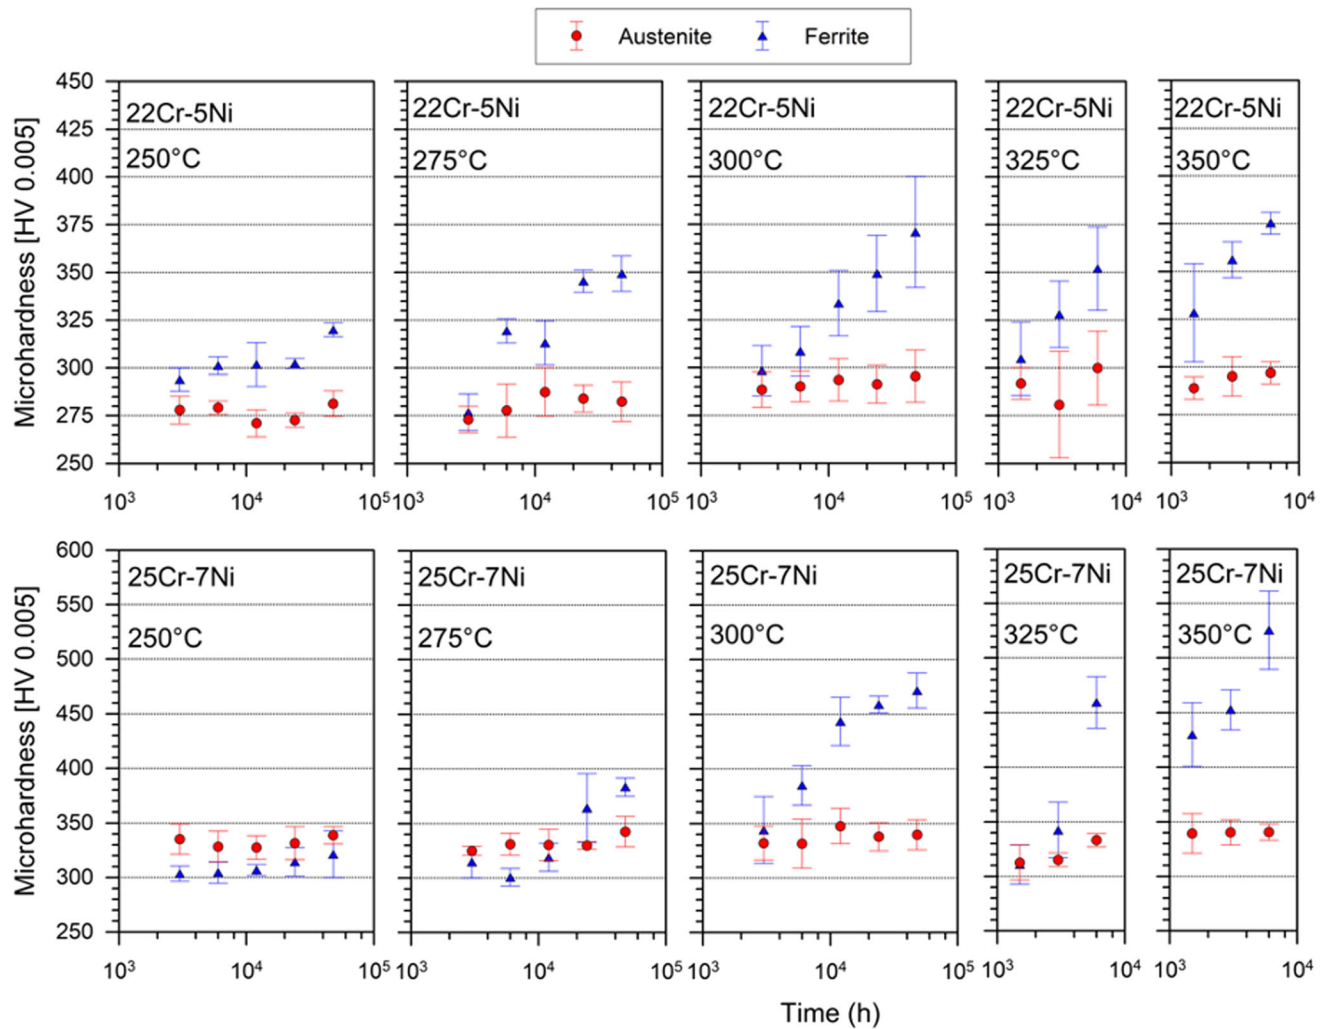 Austenite Ferrite
Microhardness [HV 0.005]
450
425
400
375
350
325
300
275
250
22Cr-5Ni
250°C
10³ 10⁴ 10⁵
22Cr-5Ni
275°C
10³ 10⁴ 10⁵
22Cr-5Ni
300°C
10³ 10⁴ 10⁵
22Cr-5Ni
325°C
10³ 10⁴
22Cr-5Ni
350°C
10³ 10⁴
Microhardness [HV 0.005]
600
550
500
450
400
350
300
250
25Cr-7Ni
250°C
10³ 10⁴ 10⁵
25Cr-7Ni
275°C
10³ 10⁴ 10⁵
25Cr-7Ni
300°C
10³ 10⁴ 10⁵
25Cr-7Ni
325°C
10³ 10⁴
25Cr-7Ni
350°C
10³ 10⁴
Time (h)